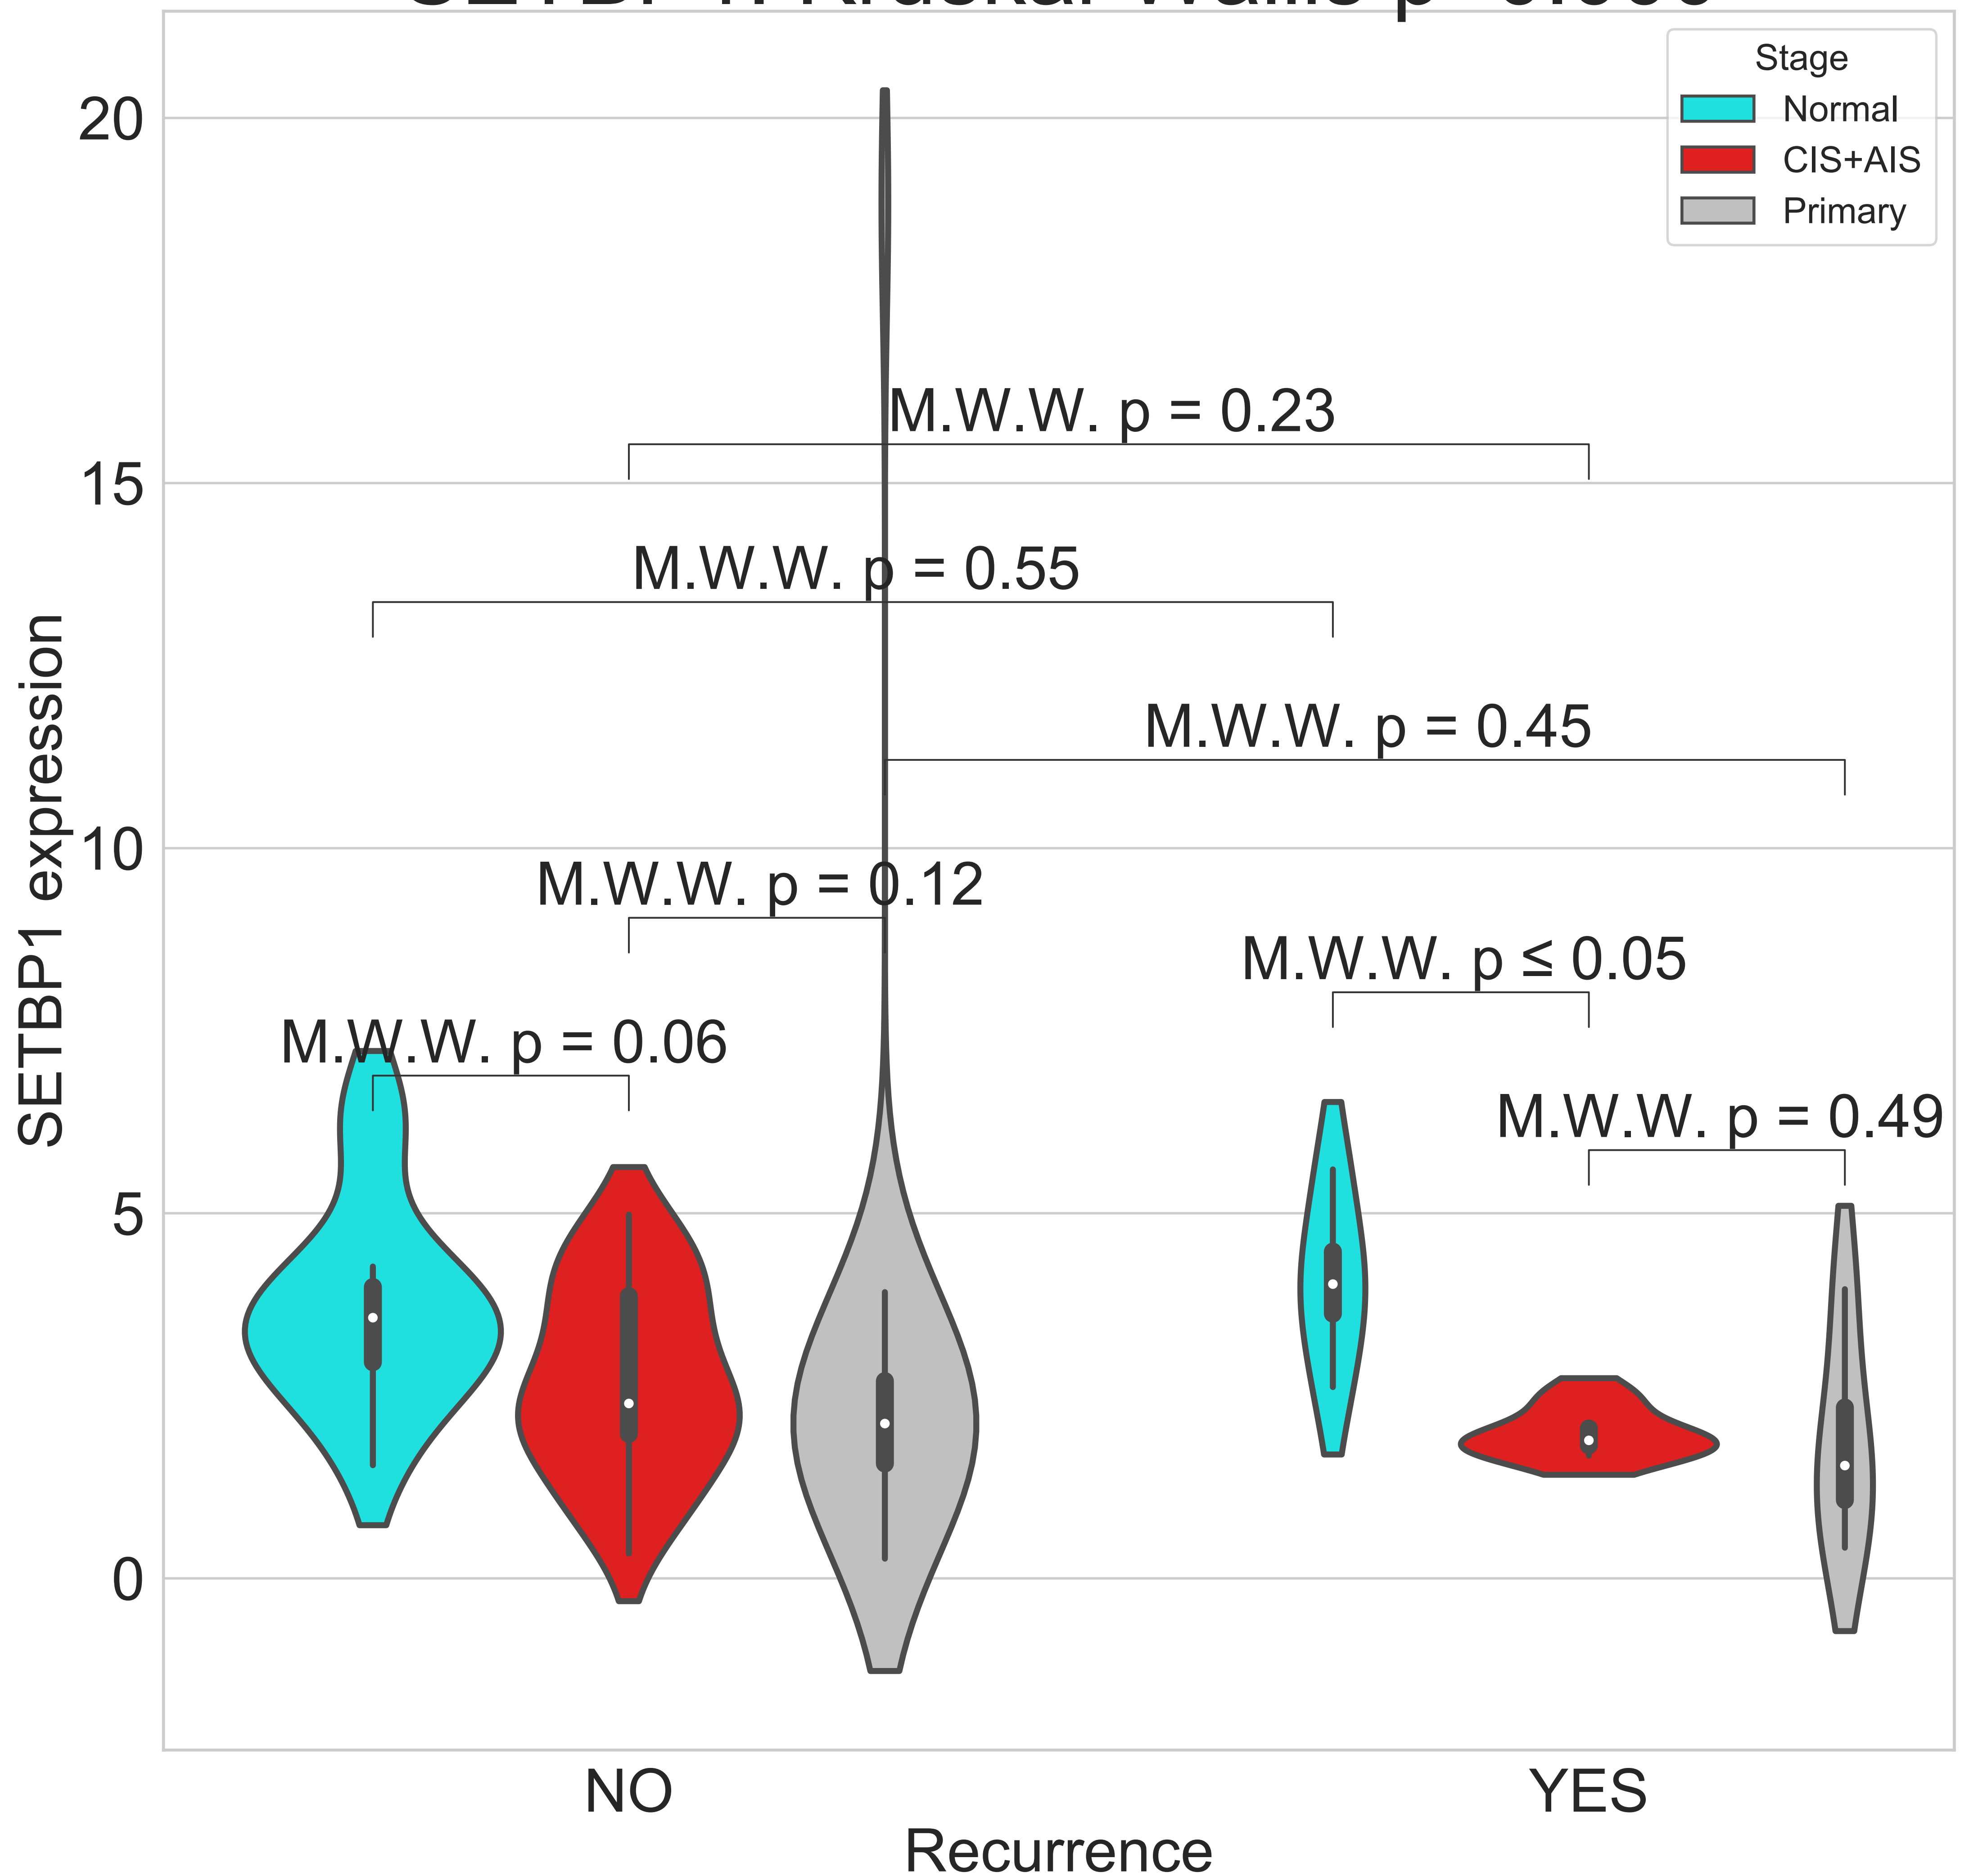 Stage
Normal
CIS+AIS
Primary
20
15
10
5
0
SETBP1 expression
M.W.W. p = 0.23
M.W.W. p = 0.55
M.W.W. p = 0.45
M.W.W. p = 0.12
M.W.W. p ≤ 0.05
M.W.W. p = 0.06
M.W.W. p = 0.49
NO
YES
Recurrence